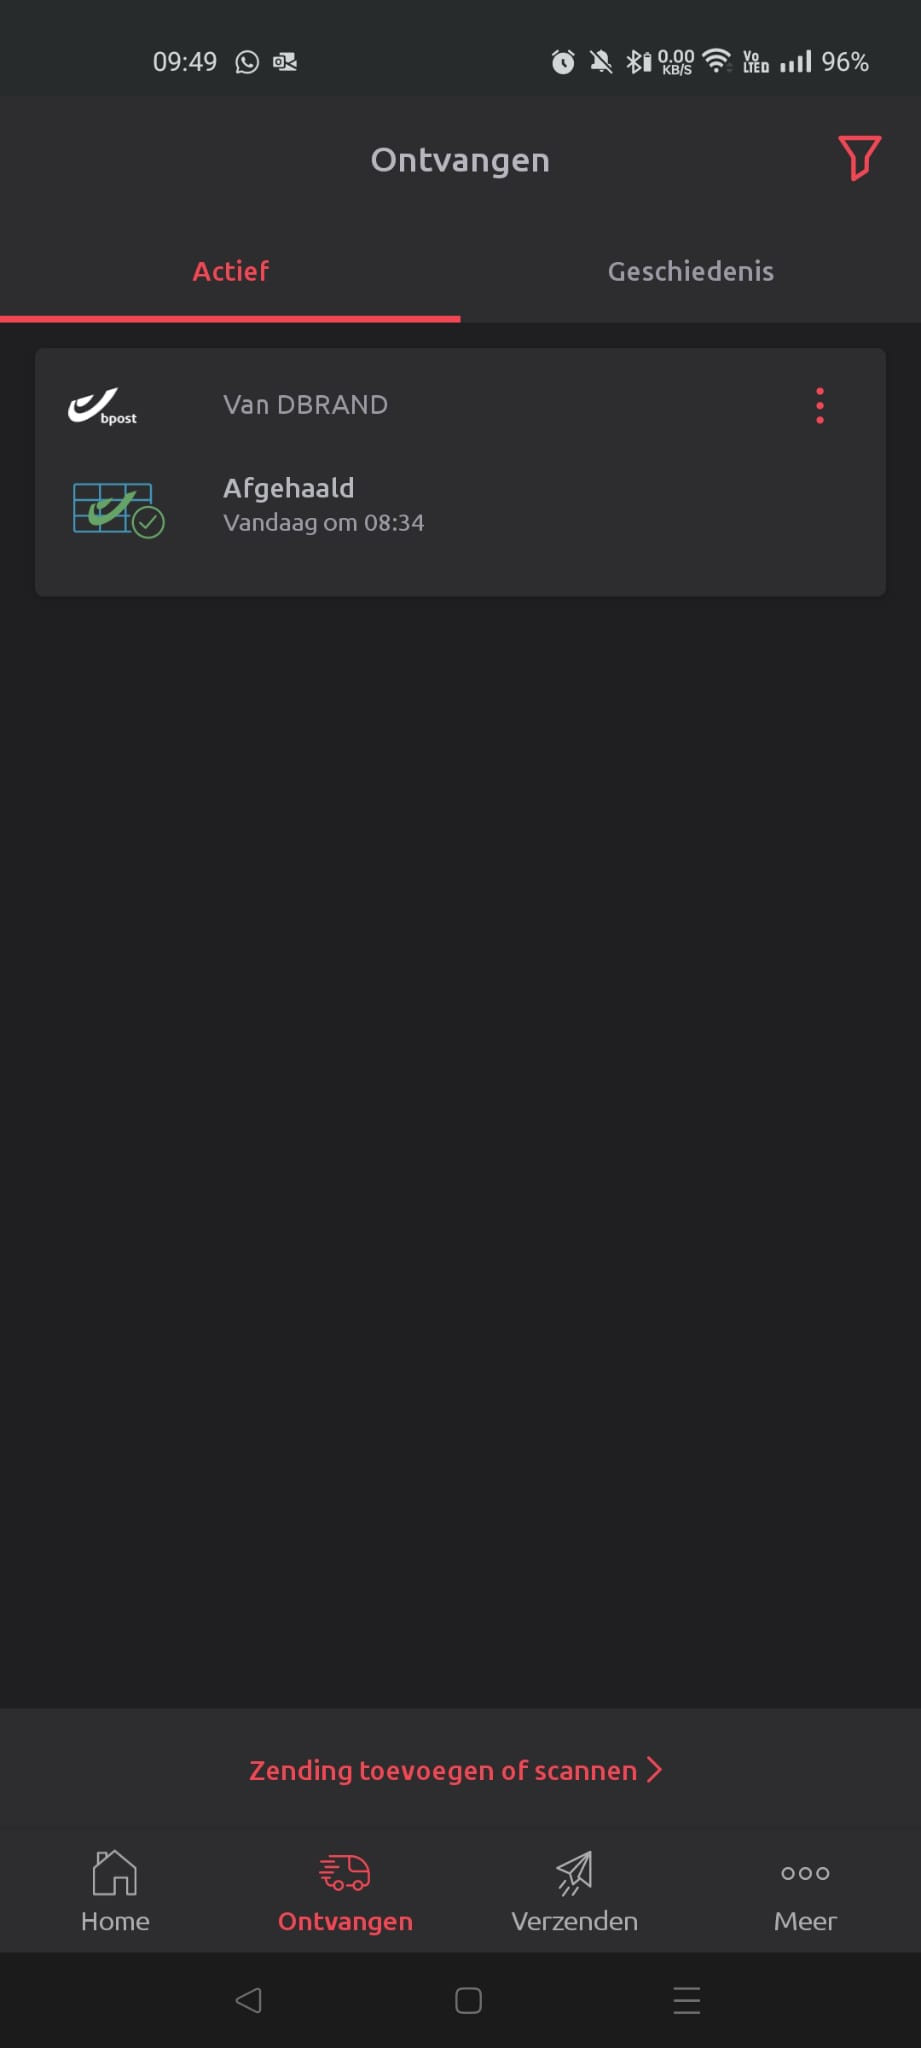 09:49 0.00 KB/S Vo LTED 96%
Ontvangen
Actief Geschiedenis
bpost Van DBRAND
Afgehaald
Vandaag om 08:34
Zending toevoegen of scannen
Home Ontvangen Verzenden Meer